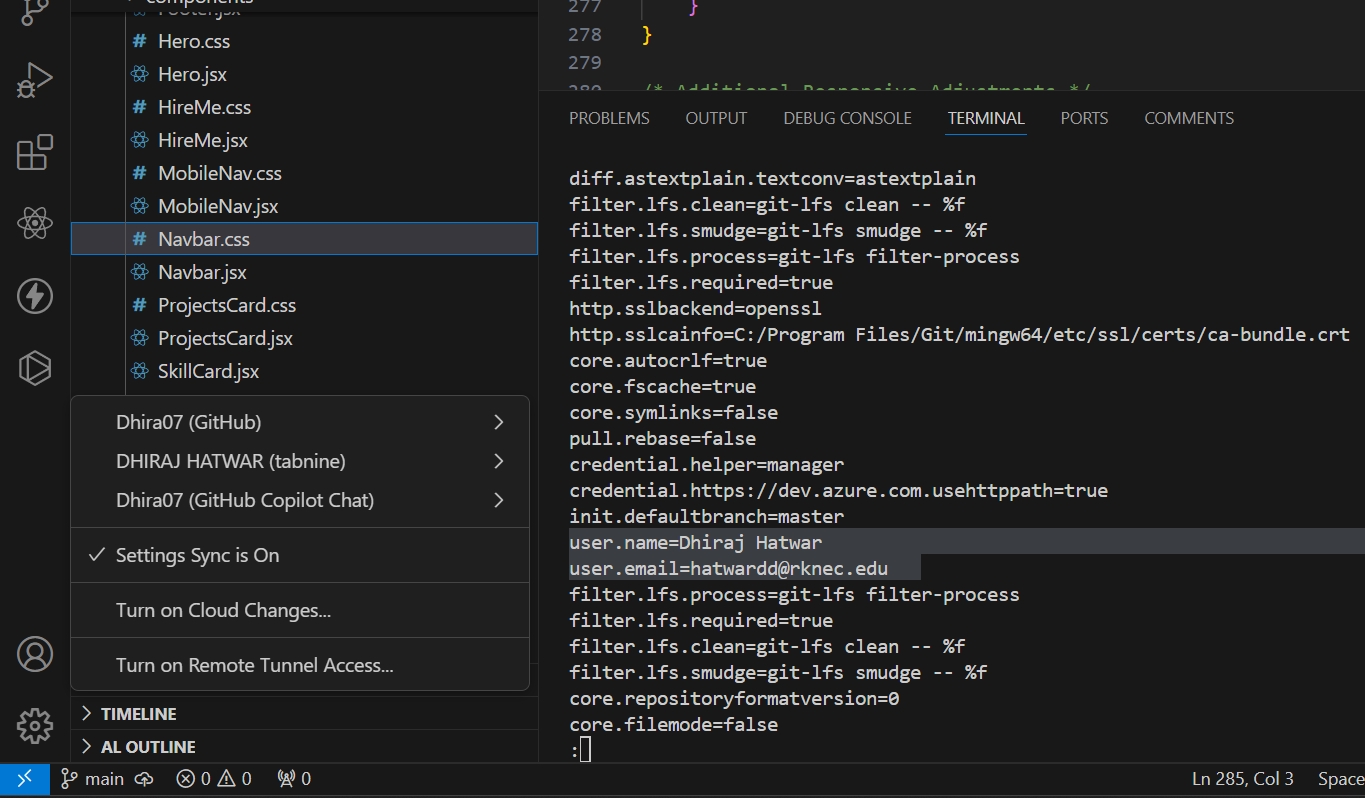 components
Footer.jsx
# Hero.css
Hero.jsx
# HireMe.css
HireMe.jsx
# MobileNav.css
MobileNav.jsx
# Navbar.css
Navbar.jsx
# ProjectsCard.css
ProjectsCard.jsx
SkillCard.jsx
Dhira07 (GitHub)
DHIRAJ HATWAR (tabnine)
Dhira07 (GitHub Copilot Chat)
Settings Sync is On
Turn on Cloud Changes...
Turn on Remote Tunnel Access...
TIMELINE
AL OUTLINE
277 }
278 }
279
280 /* Additional Responsive Adjustments */
PROBLEMS OUTPUT DEBUG CONSOLE TERMINAL PORTS COMMENTS
diff.astextplain.textconv=astextplain
filter.lfs.clean=git-lfs clean -- %f
filter.lfs.smudge=git-lfs smudge -- %f
filter.lfs.process=git-lfs filter-process
filter.lfs.required=true
http.sslbackend=openssl
http.sslcainfo=C:/Program Files/Git/mingw64/etc/ssl/certs/ca-bundle.crt
core.autocrlf=true
core.fscache=true
core.symlinks=false
pull.rebase=false
credential.helper=manager
credential.https://dev.azure.com.usehttppath=true
init.defaultbranch=master
user.name=Dhiraj Hatwar
user.email=hatwardd@rknec.edu
filter.lfs.process=git-lfs filter-process
filter.lfs.required=true
filter.lfs.clean=git-lfs clean -- %f
filter.lfs.smudge=git-lfs smudge -- %f
core.repositoryformatversion=0
core.filemode=false
:
main 0 0 0 Ln 285, Col 3 Space